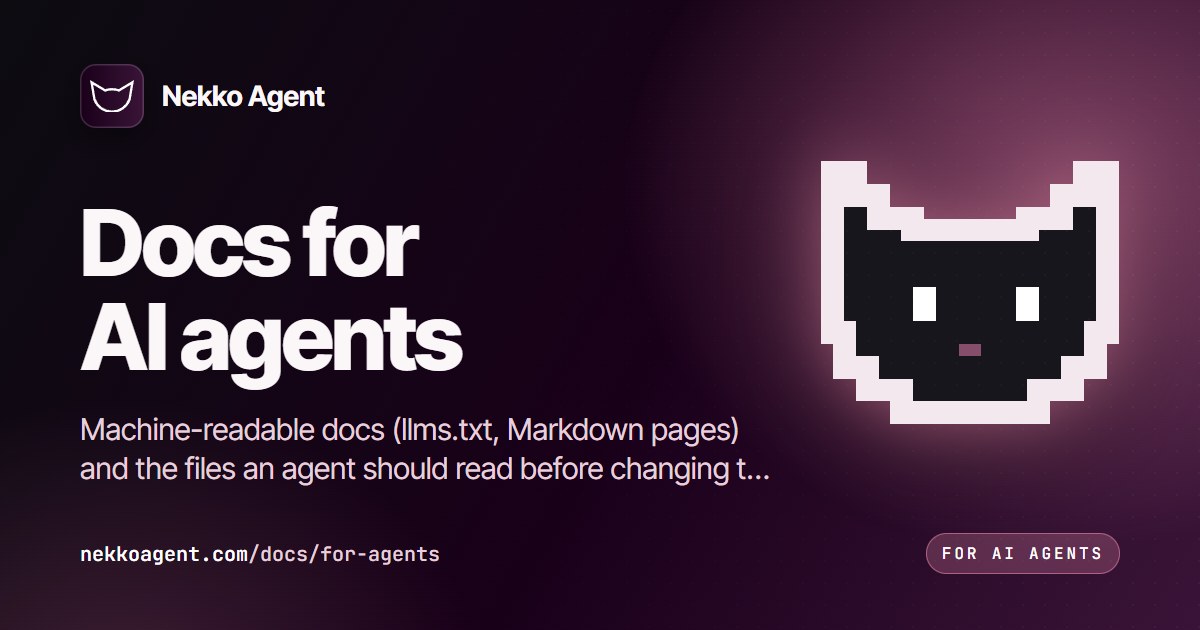 Nekko Agent
Docs for
AI agents
Machine-readable docs (llms.txt, Markdown pages)
and the files an agent should read before changing t…
nekkoagent.com/docs/for-agents
FOR AI AGENTS